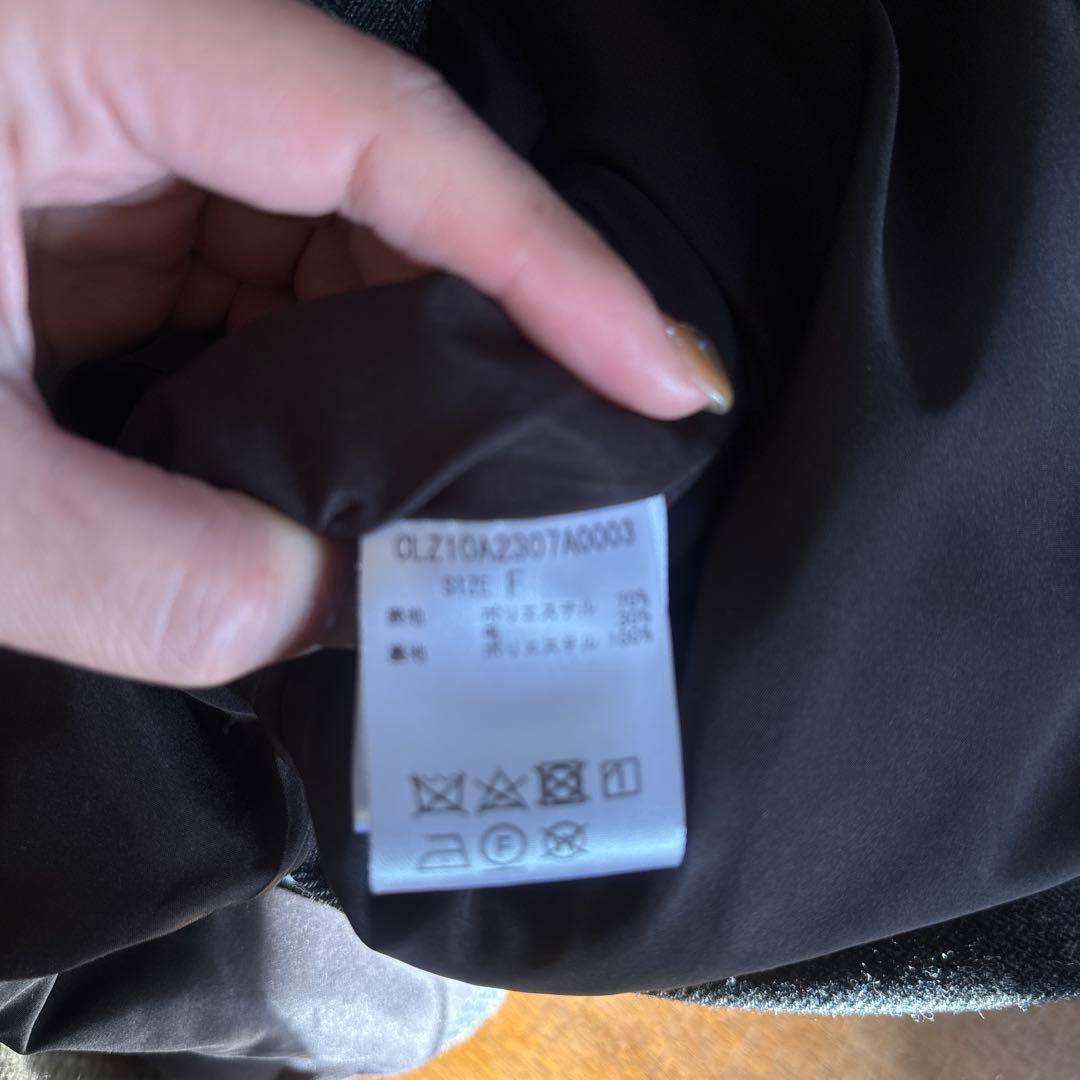 OLZ10A2307A0003
SIZE F
表地 ポリエステル 70%
毛 30%
裏地 ポリエステル 100%
F
W